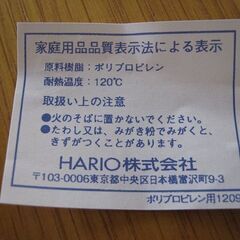 家庭用品品質表示法による表示
原料樹脂：ポリプロピレン
耐熱温度：120℃
取扱い上の注意
●火のそばに置かないでください。
●たわし又は、みがき粉でみがくと、
きずがつくことがあります。
HARIO株式会社
〒103-0006東京都中央区日本橋富沢町9-3
ポリプロピレン用1209